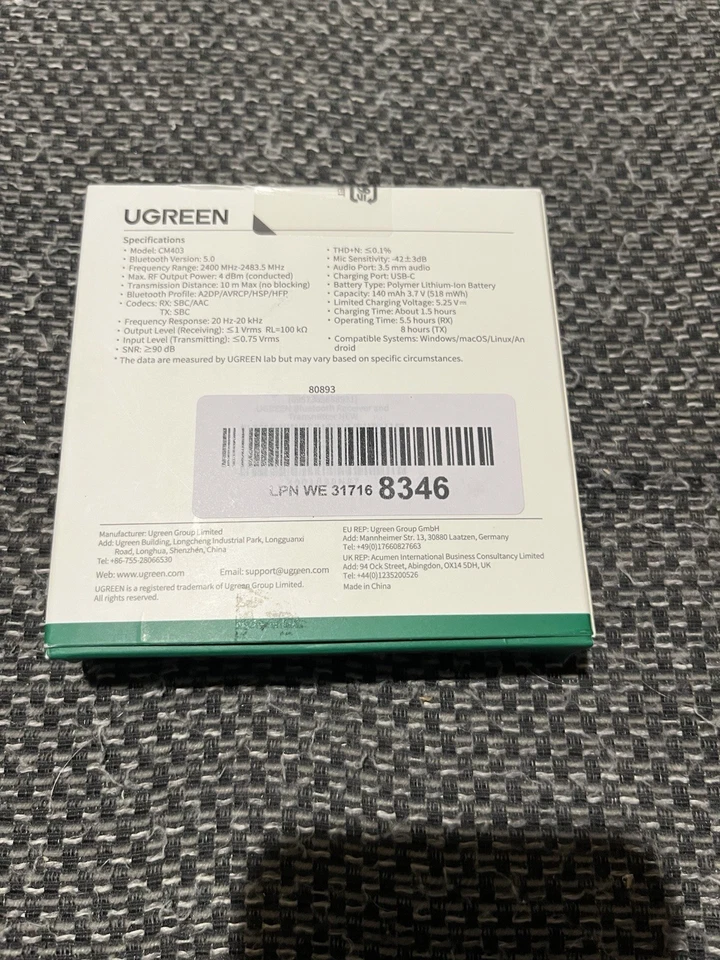 UGREEN
Specifications
• Model: CM403
• Bluetooth Version: 5.0
• Frequency Range: 2400 MHz-2483.5 MHz
• Max. RF Output Power: 4 dBm (conducted)
• Transmission Distance: 10 m Max (no blocking)
• Bluetooth Profile: A2DP/AVRCP/HSP/HFP
• Codecs: RX: SBC/AAC
TX: SBC
• Frequency Response: 20 Hz-20 kHz
• Output Level (Receiving): ≤1 Vrms RL=100 kΩ
• Input Level (Transmitting): ≤0.75 Vrms
• SNR: ≥90 dB
• THD+N: ≤0.1%
• Mic Sensitivity: -42±3dB
• Audio Port: 3.5 mm audio
• Charging Port: USB-C
• Battery Type: Polymer Lithium-Ion Battery
• Capacity: 140 mAh 3.7 V (518 mWh)
• Limited Charging Voltage: 5.25 V⎓
• Charging Time: About 1.5 hours
• Operating Time: 5.5 hours (RX)
8 hours (TX)
• Compatible Systems: Windows/macOS/Linux/An
droid
* The data are measured by UGREEN lab but may vary based on specific circumstances.
80893
LPN WE 31716 8346
Manufacturer: Ugreen Group Limited
Add: Ugreen Building, Longcheng Industrial Park, Longguanxi
Road, Longhua, Shenzhen, China
Tel: +86-755-28066530
Web: www.ugreen.com Email: support@ugreen.com
UGREEN is a registered trademark of Ugreen Group Limited.
All rights reserved.
EU REP: Ugreen Group GmbH
Add: Mannheimer Str. 13, 30880 Laatzen, Germany
Tel: +49(0)17660827663
UK REP: Acumen International Business Consultancy Limited
Add: 94 Ock Street, Abingdon, OX14 5DH, UK
Tel: +44(0)1235200526
Made in China